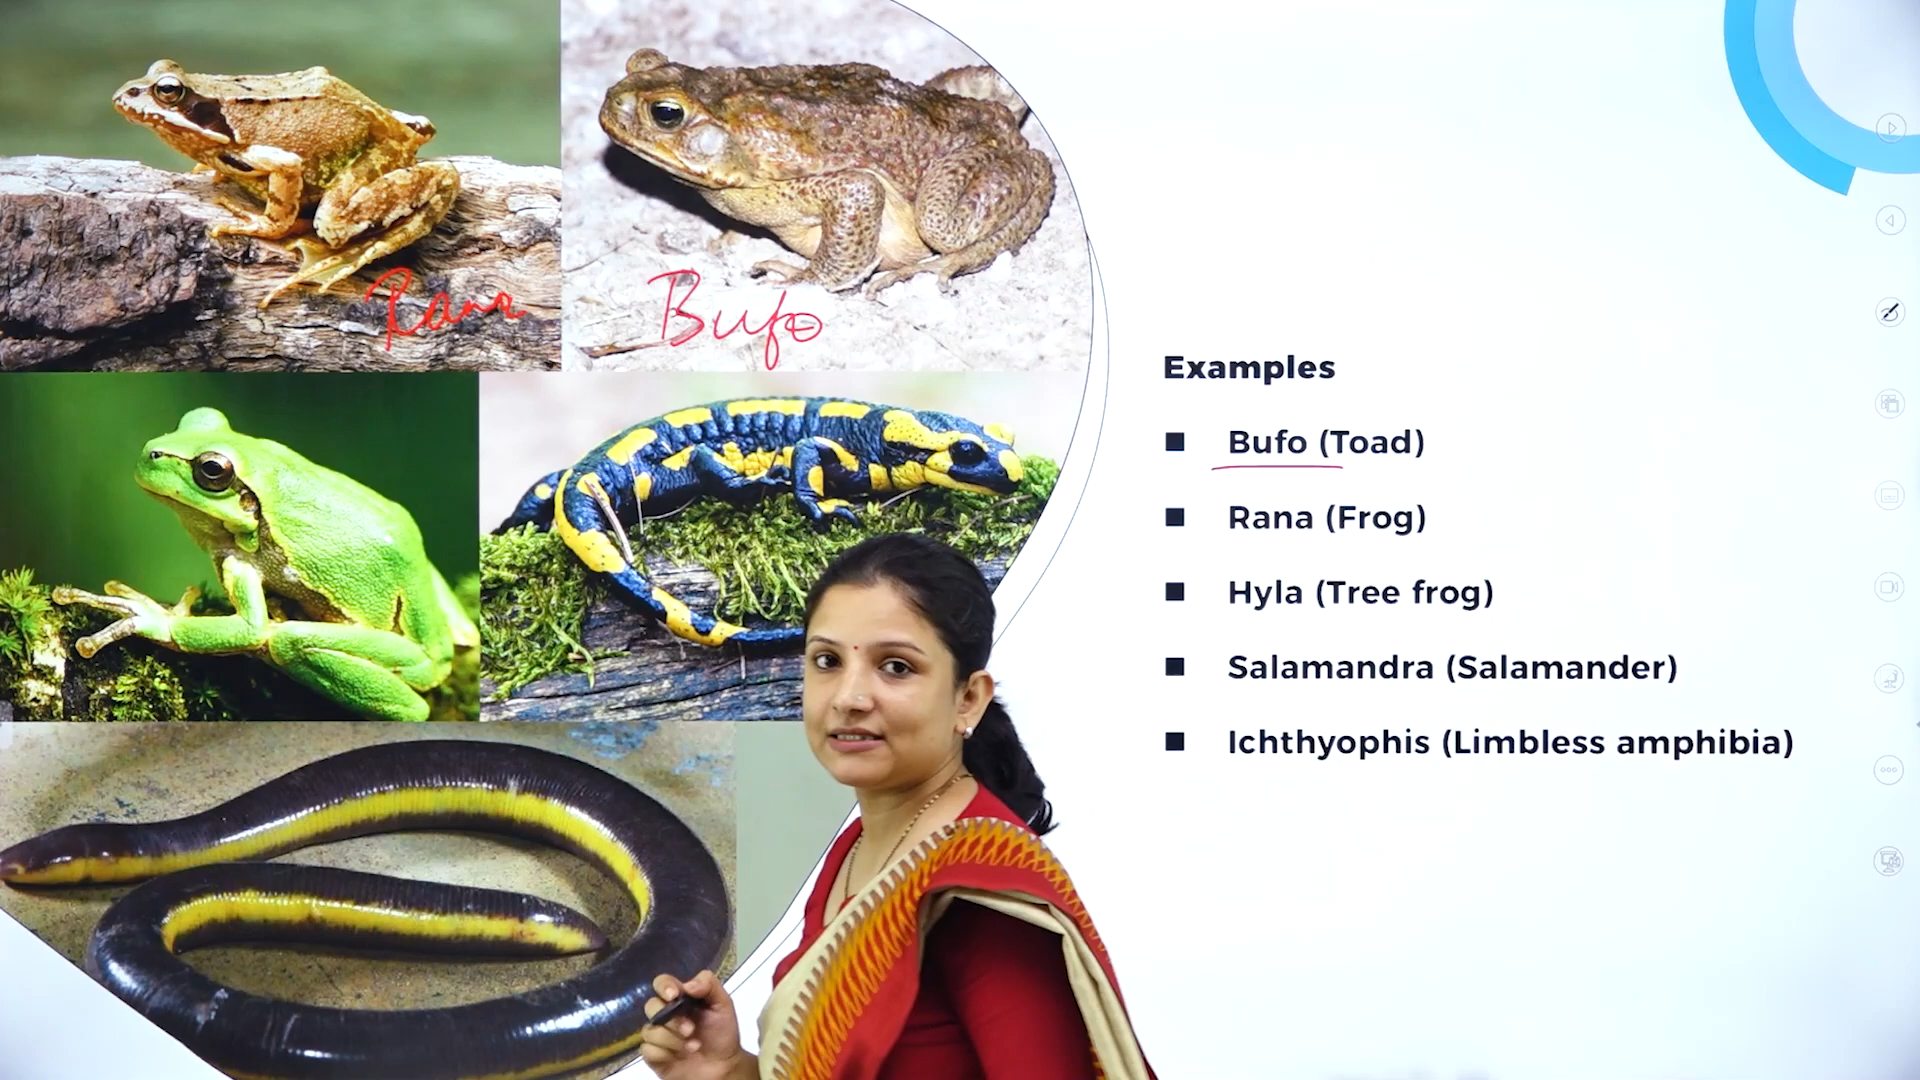 Rana
Bufo
Examples
■ Bufo (Toad)
■ Rana (Frog)
■ Hyla (Tree frog)
■ Salamandra (Salamander)
■ Ichthyophis (Limbless amphibia)